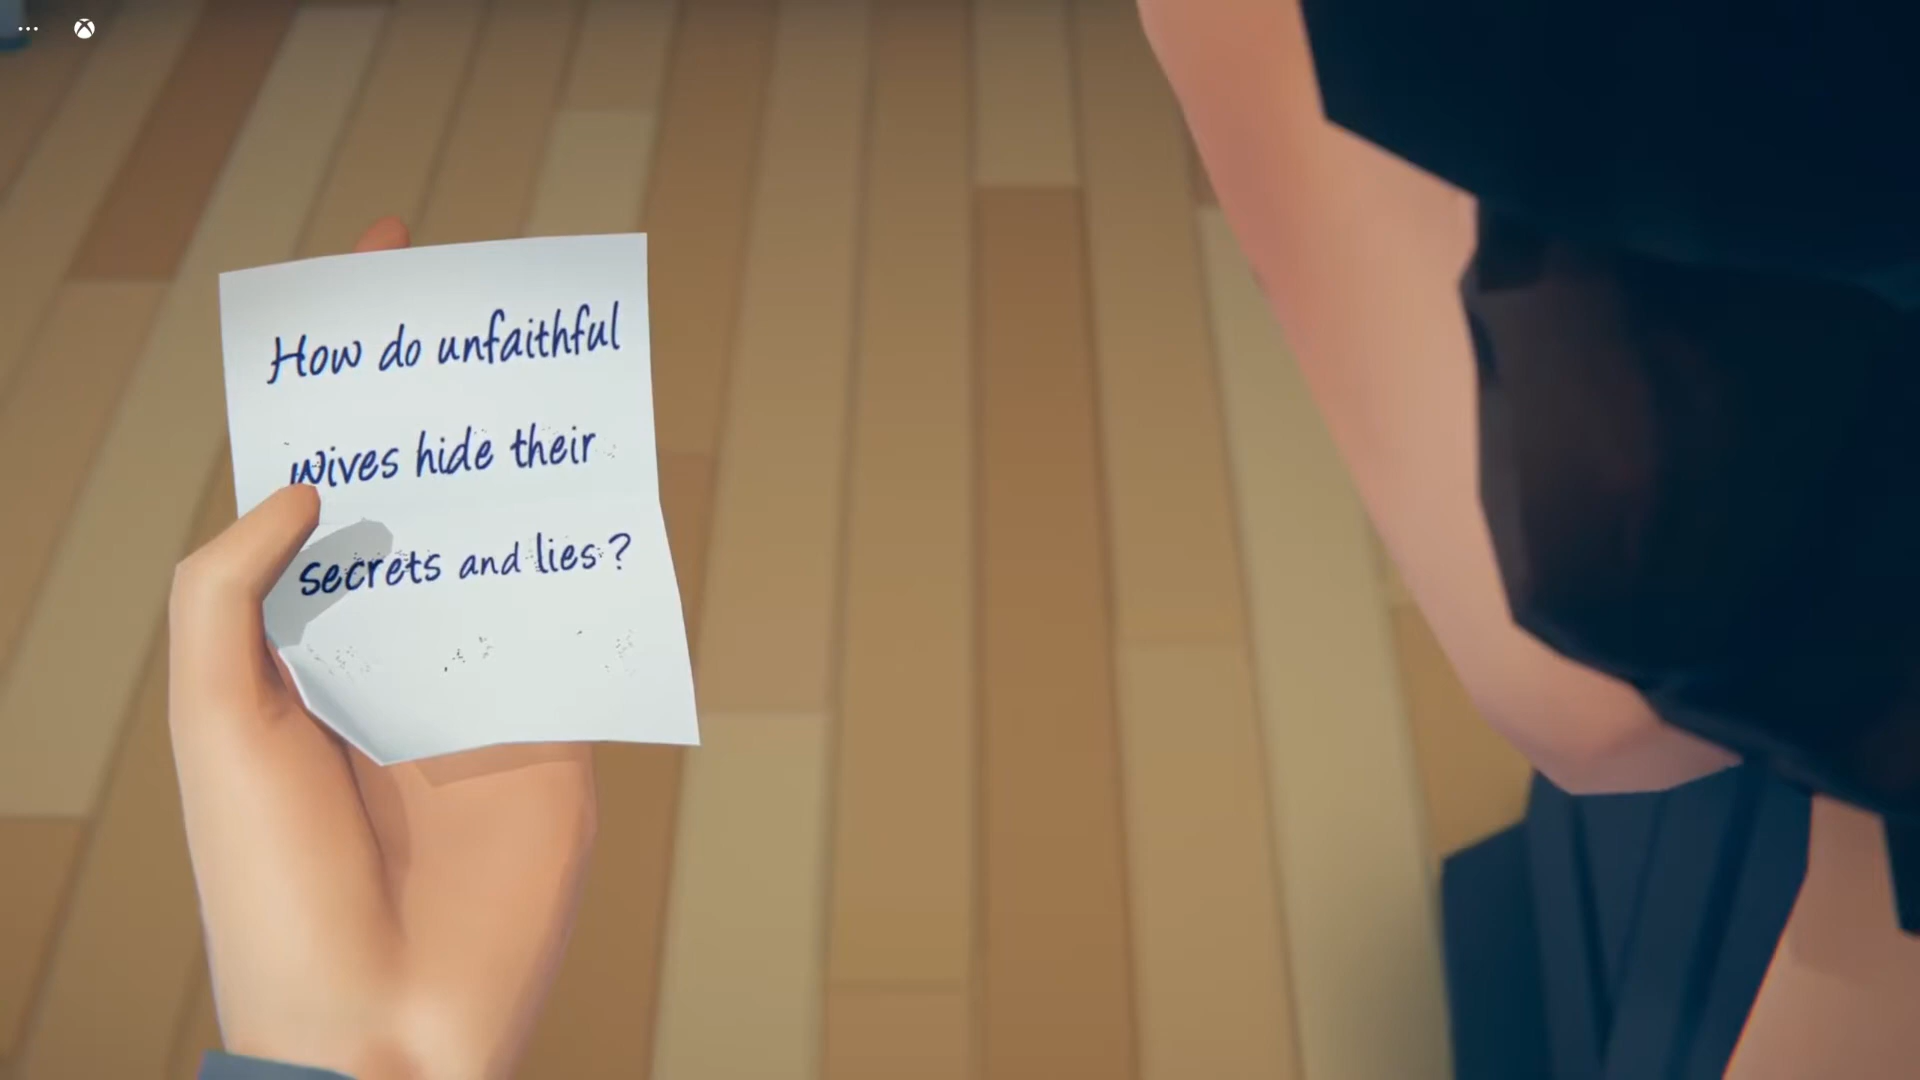 How do unfaithful
wives hide their
secrets and lies?